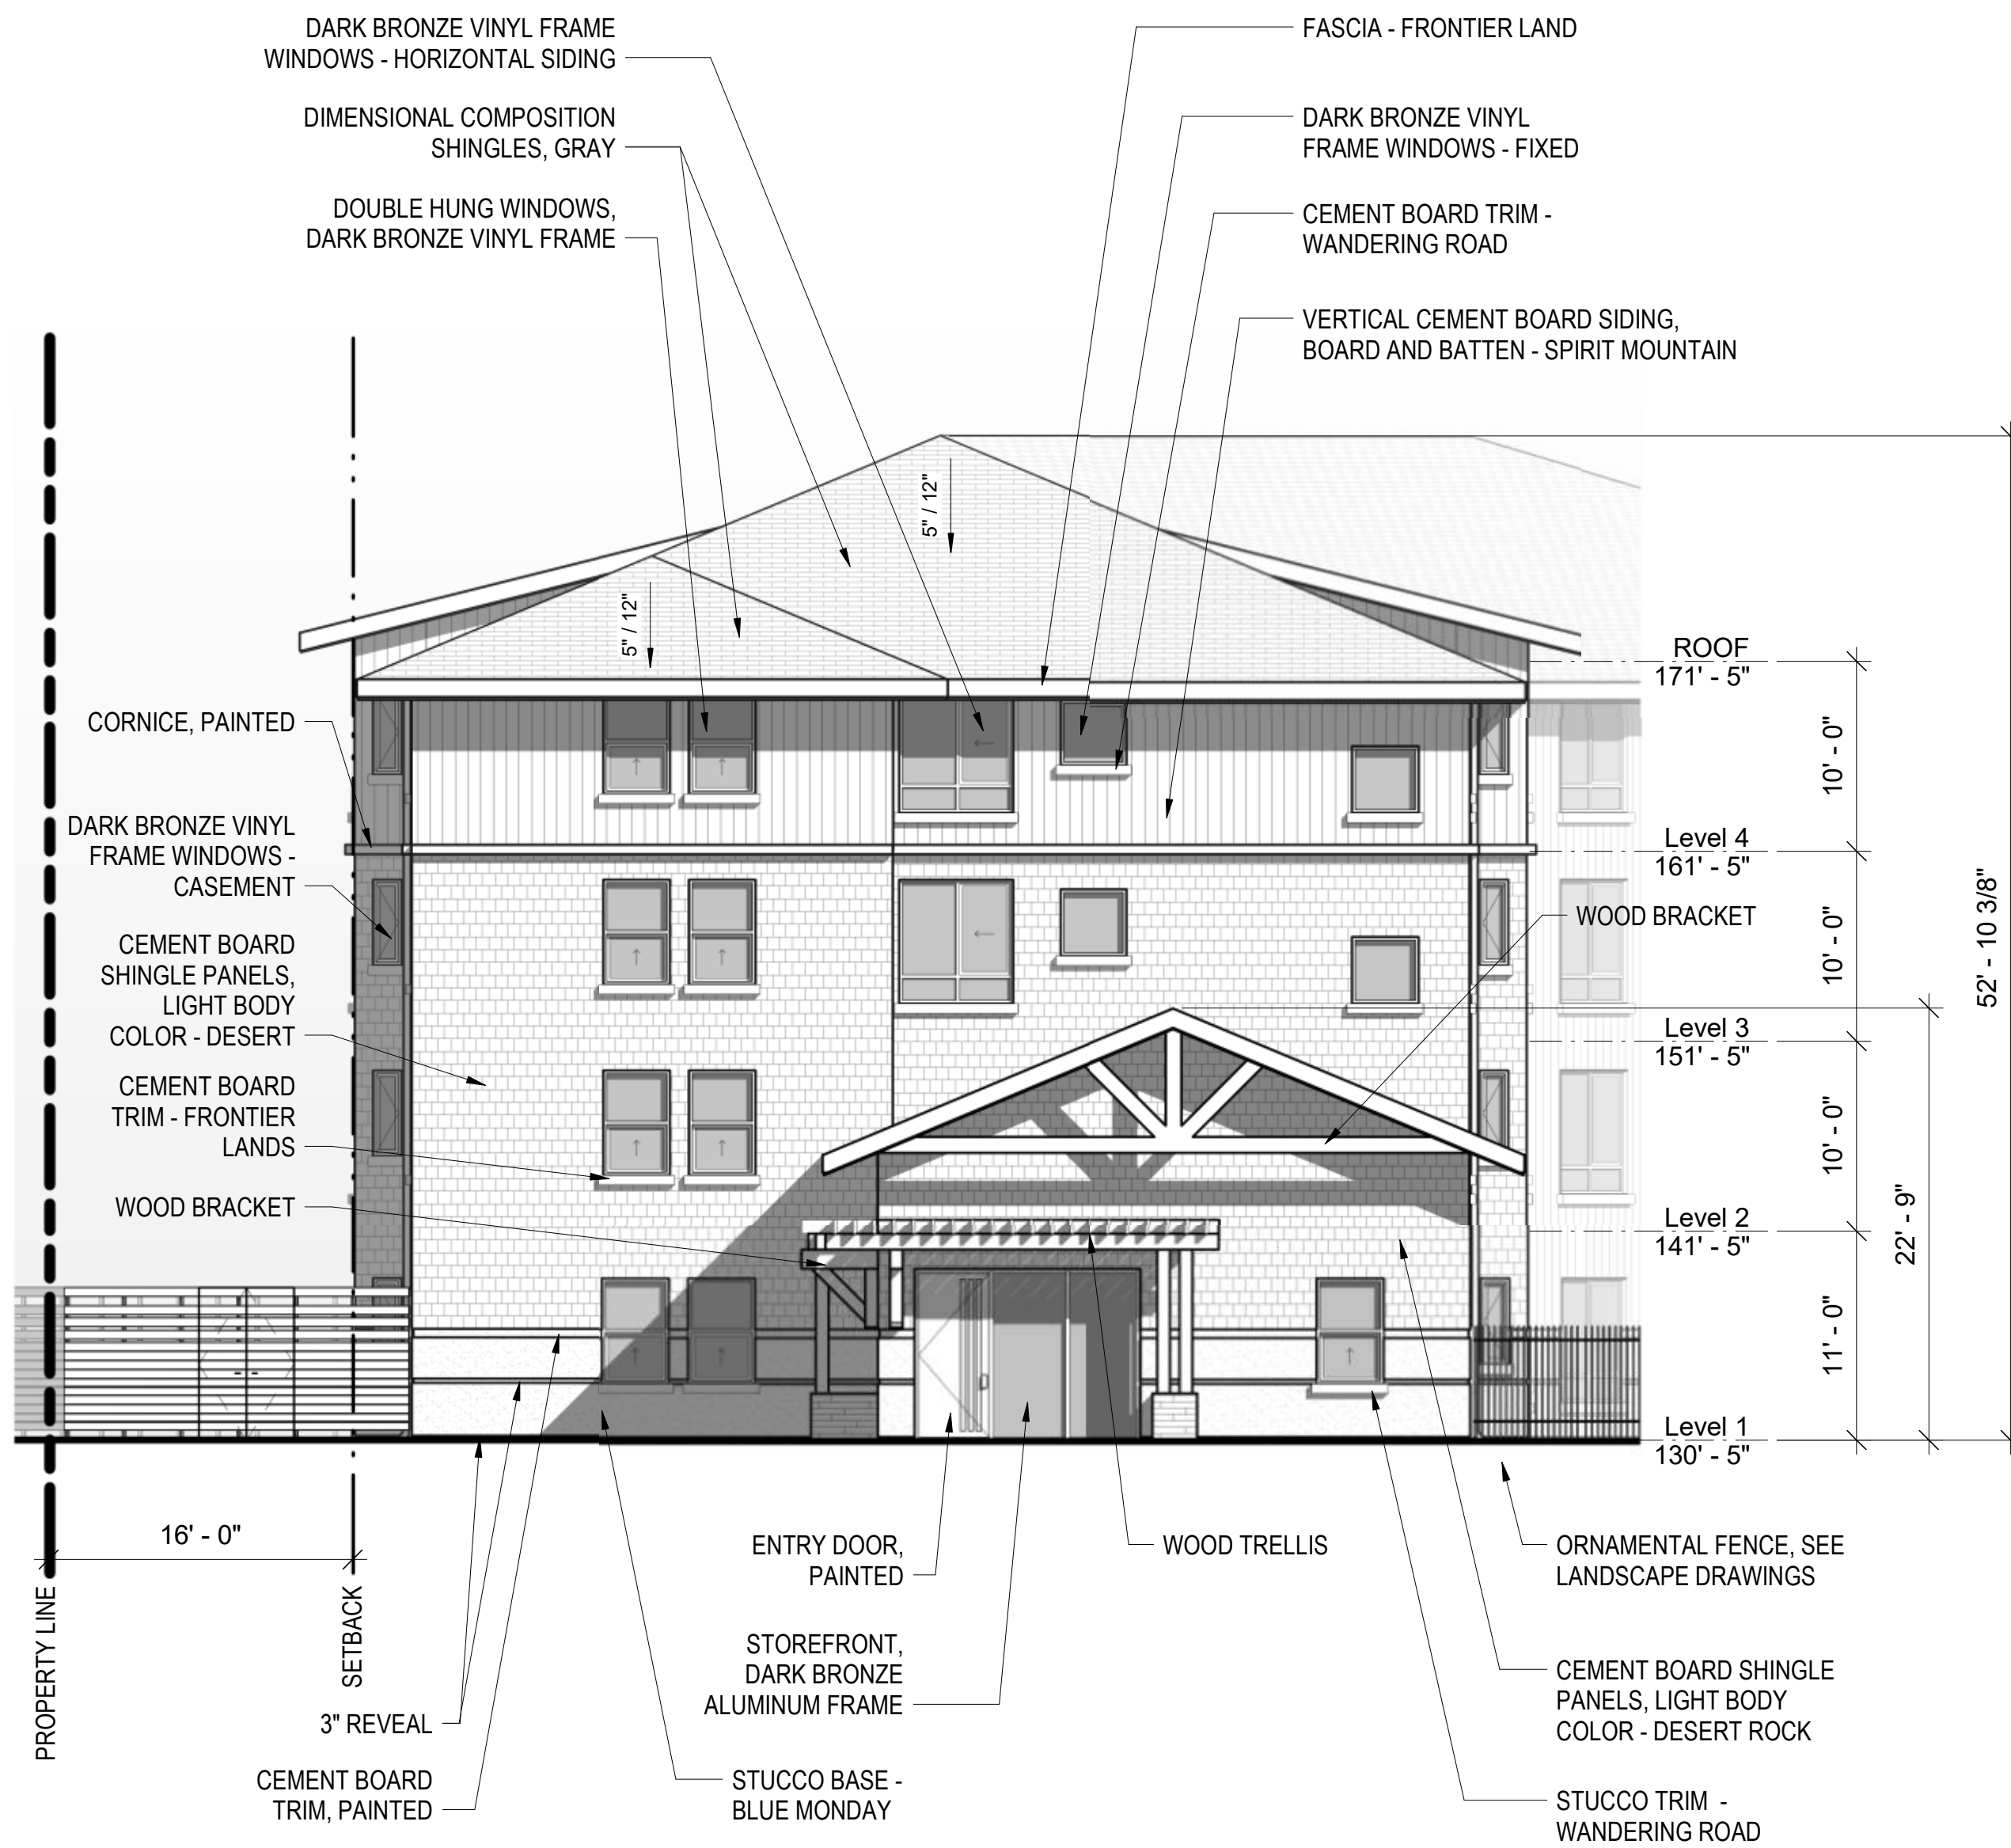 DARK BRONZE VINYL FRAME
WINDOWS - HORIZONTAL SIDING
DIMENSIONAL COMPOSITION
SHINGLES, GRAY
DOUBLE HUNG WINDOWS,
DARK BRONZE VINYL FRAME
FASCIA - FRONTIER LAND
DARK BRONZE VINYL
FRAME WINDOWS - FIXED
CEMENT BOARD TRIM -
WANDERING ROAD
VERTICAL CEMENT BOARD SIDING,
BOARD AND BATTEN - SPIRIT MOUNTAIN
5" / 12"
5" / 12"
CORNICE, PAINTED
DARK BRONZE VINYL
FRAME WINDOWS -
CASEMENT
CEMENT BOARD
SHINGLE PANELS,
LIGHT BODY
COLOR - DESERT
CEMENT BOARD
TRIM - FRONTIER
LANDS
WOOD BRACKET
WOOD BRACKET
ROOF
171' - 5"
10' - 0"
Level 4
161' - 5"
10' - 0"
Level 3
151' - 5"
10' - 0"
Level 2
141' - 5"
11' - 0"
Level 1
130' - 5"
22' - 9"
52' - 10 3/8"
16' - 0"
PROPERTY LINE
SETBACK
3" REVEAL
CEMENT BOARD
TRIM, PAINTED
ENTRY DOOR,
PAINTED
STOREFRONT,
DARK BRONZE
ALUMINUM FRAME
STUCCO BASE -
BLUE MONDAY
WOOD TRELLIS
ORNAMENTAL FENCE, SEE
LANDSCAPE DRAWINGS
CEMENT BOARD SHINGLE
PANELS, LIGHT BODY
COLOR - DESERT ROCK
STUCCO TRIM -
WANDERING ROAD